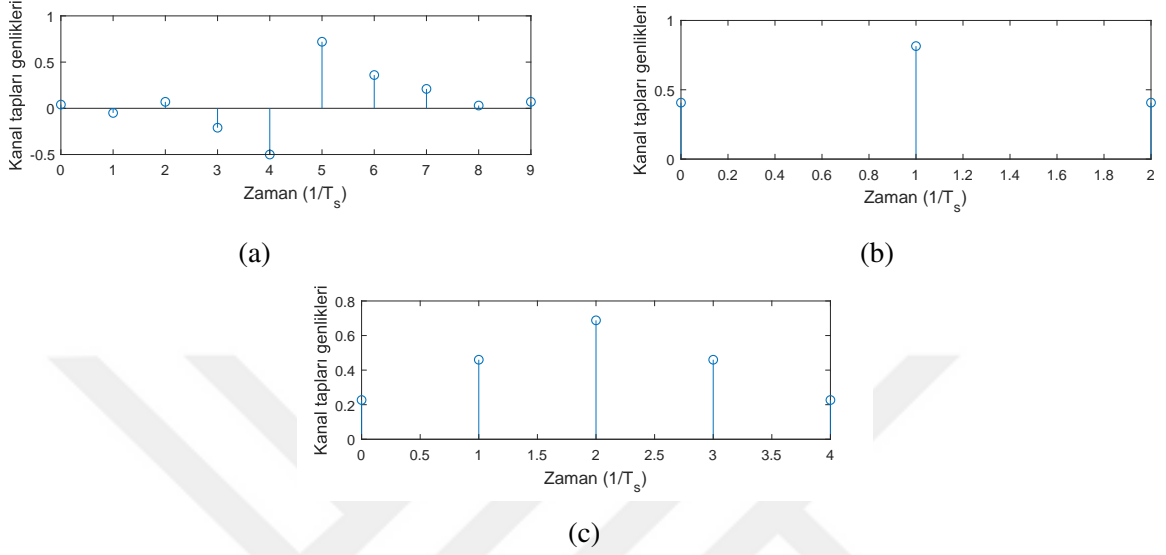 Kanal tapları genlikleri
1
0.5
0
-0.5
0 1 2 3 4 5 6 7 8 9
Zaman (1/T_s)
(a)
Kanal tapları genlikleri
1
0.5
0
0 0.2 0.4 0.6 0.8 1 1.2 1.4 1.6 1.8 2
Zaman (1/T_s)
(b)
Kanal tapları genlikleri
0.8
0.6
0.4
0.2
0
0 0.5 1 1.5 2 2.5 3 3.5 4
Zaman (1/T_s)
(c)